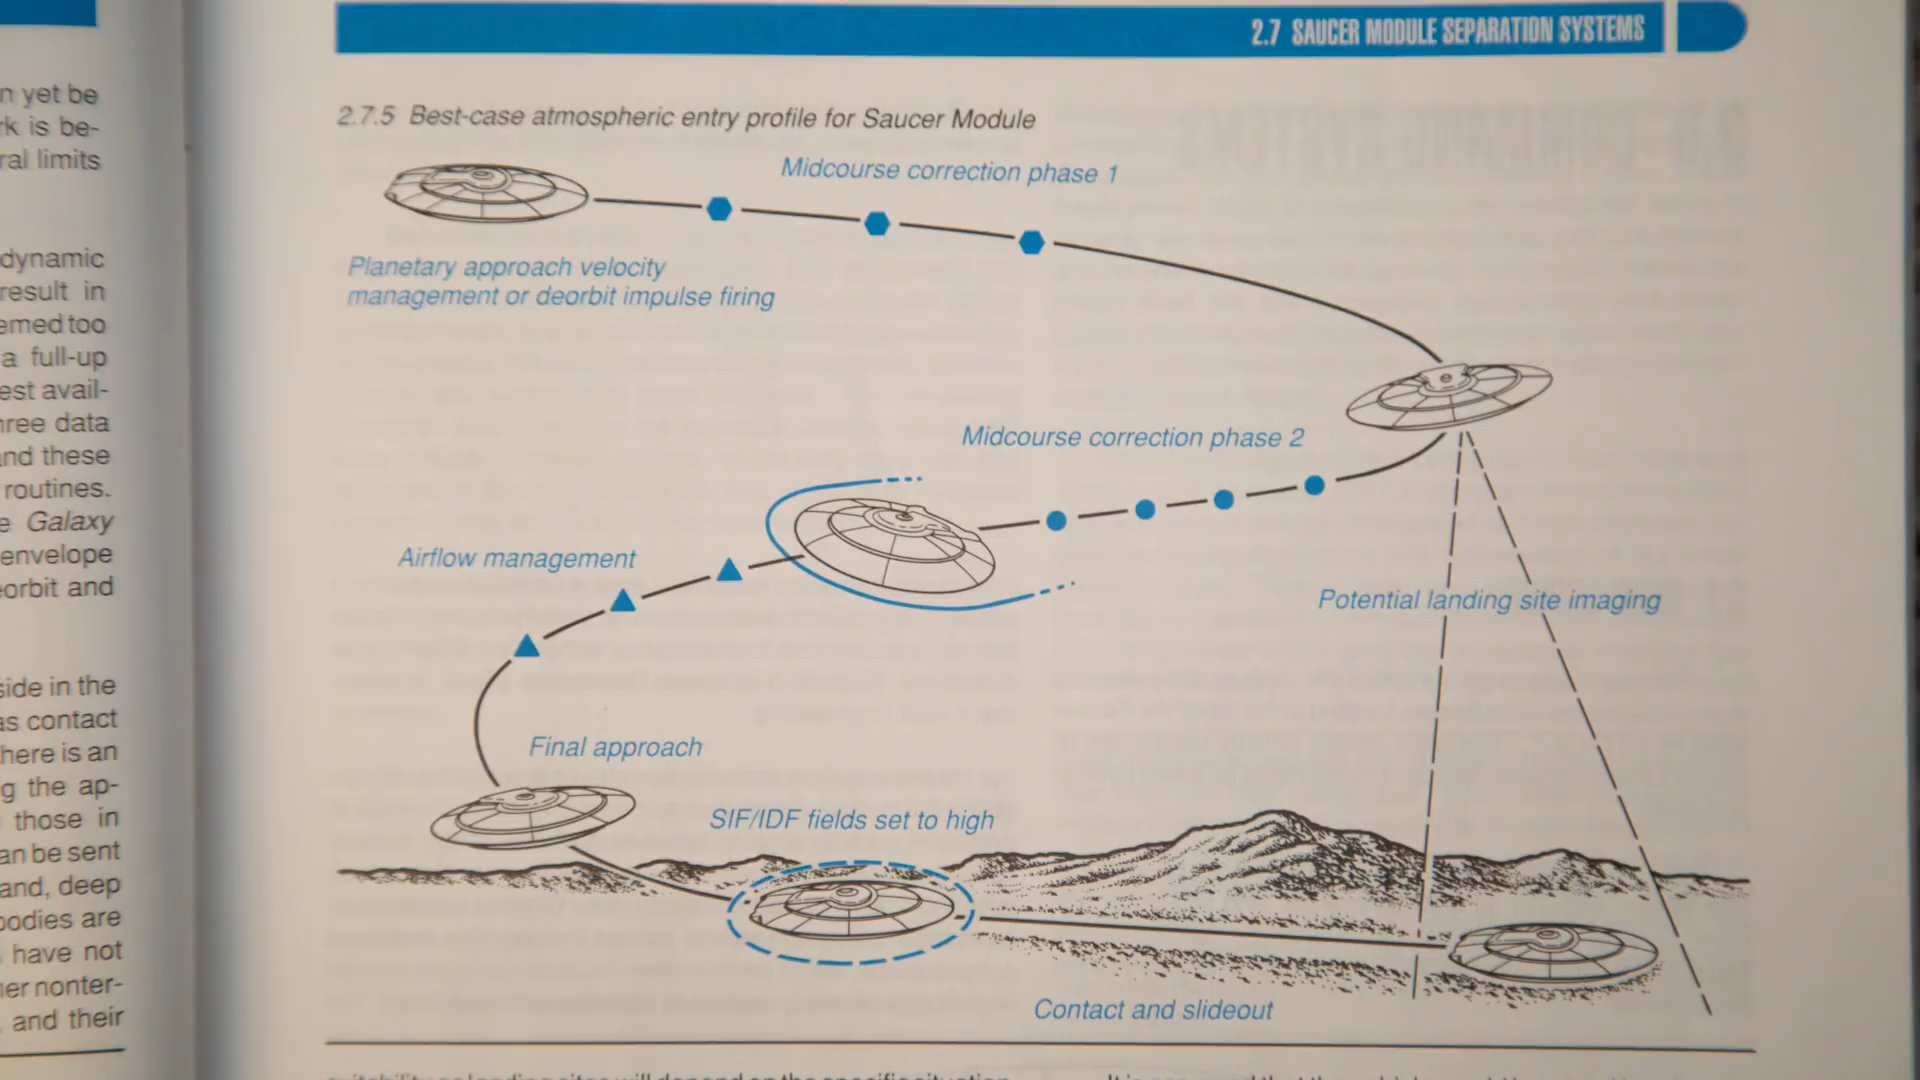 n yet be
rk is be-
ral limits
dynamic
result in
emed too
a full-up
est avail-
hree data
and these
routines.
e Galaxy
envelope
eorbit and
side in the
as contact
here is an
g the ap-
those in
an be sent
and, deep
bodies are
have not
her nonter-
and their
2.7 SAUCER MODULE SEPARATION SYSTEMS
2.7.5 Best-case atmospheric entry profile for Saucer Module
Midcourse correction phase 1
Planetary approach velocity
management or deorbit impulse firing
Midcourse correction phase 2
Airflow management
Potential landing site imaging
Final approach
SIF/IDF fields set to high
Contact and slideout